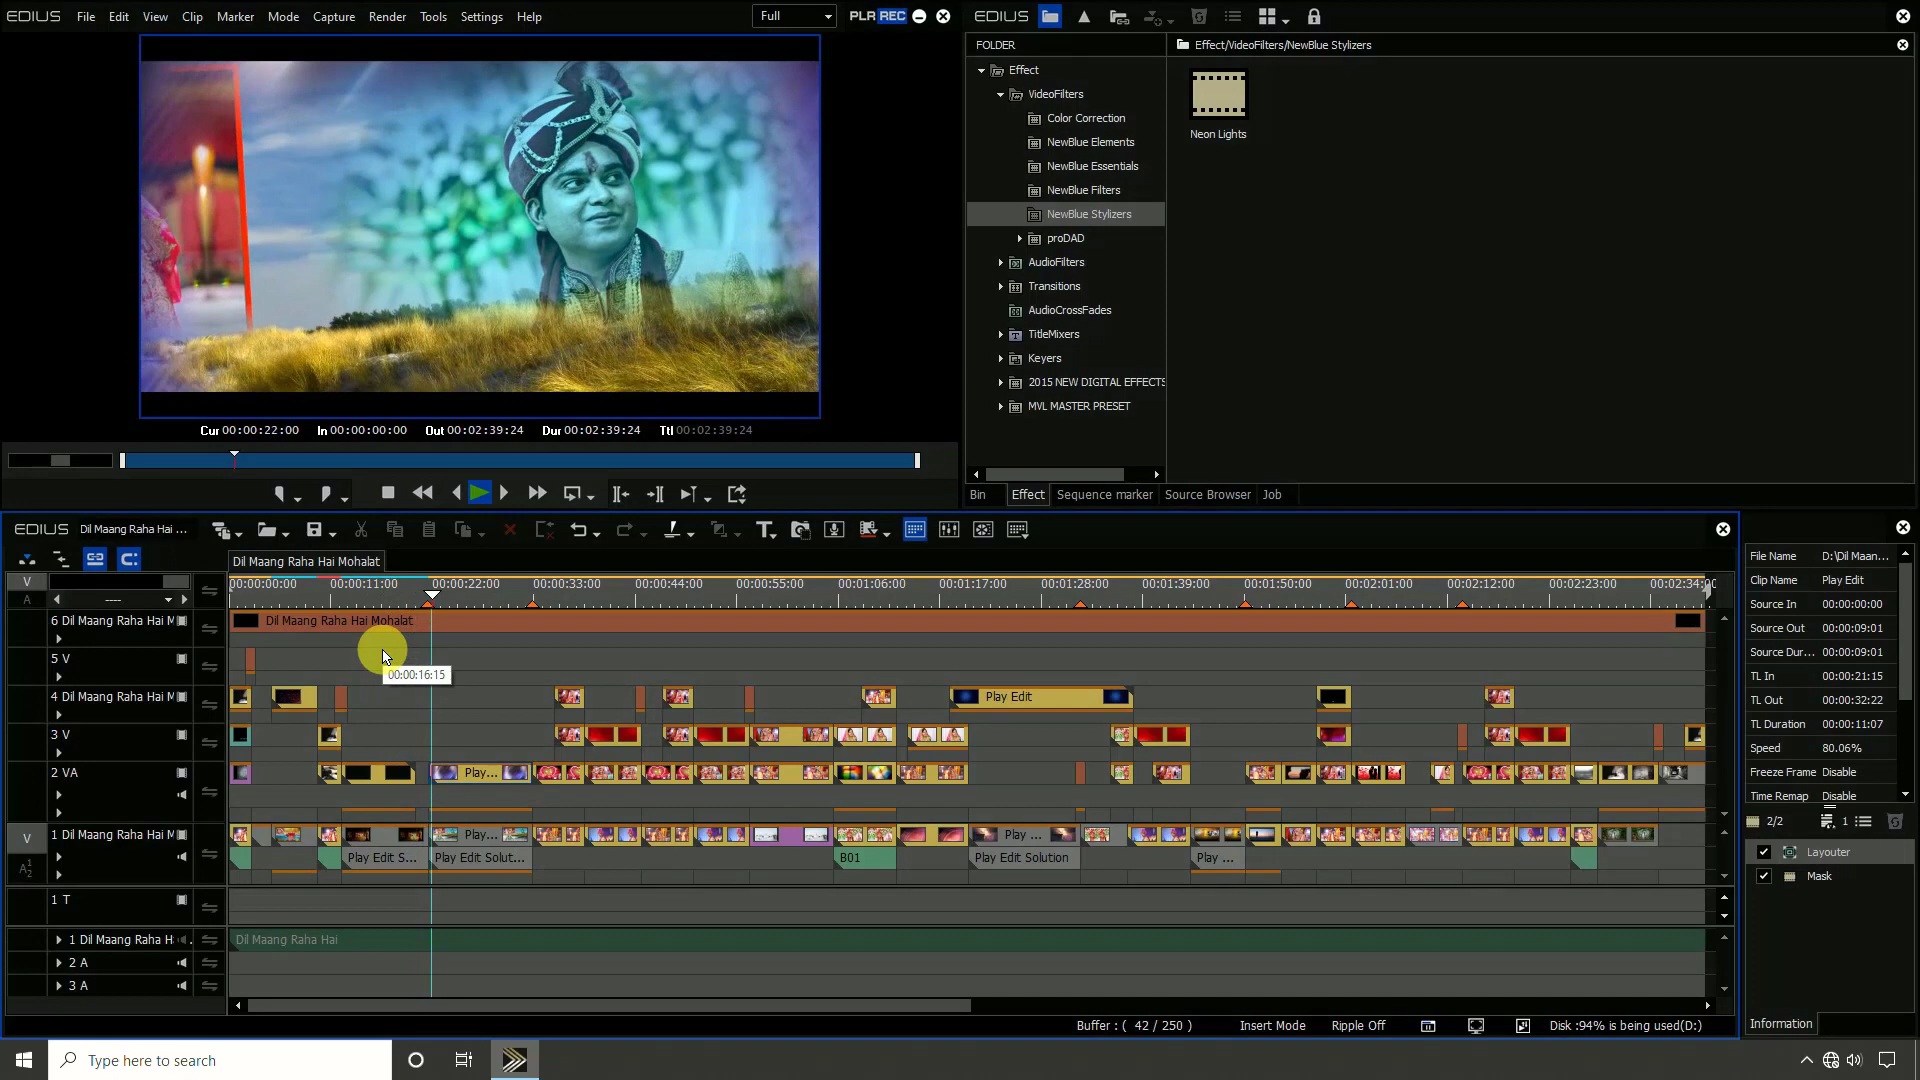 EDIUS File Edit View Clip Marker Mode Capture Render Tools Settings Help Full PLR REC
EDIUS
FOLDER
Effect/VideoFilters/NewBlue Stylizers
Effect
VideoFilters
Color Correction
NewBlue Elements
NewBlue Essentials
NewBlue Filters
NewBlue Stylizers
proDAD
AudioFilters
Transitions
AudioCrossFades
TitleMixers
Keyers
2015 NEW DIGITAL EFFECTS
MVL MASTER PRESET
Neon Lights
Cur 00:00:22:00 In 00:00:00:00 Out 00:02:39:24 Dur 00:02:39:24 Ttl 00:02:39:24
Bin Effect Sequence marker Source Browser Job
EDIUS Dil Maang Raha Hai ...
Dil Maang Raha Hai Mohalat
V
A
----
00:00:00:00 00:00:11:00 00:00:22:00 00:00:33:00 00:00:44:00 00:00:55:00 00:01:06:00 00:01:17:00 00:01:28:00 00:01:39:00 00:01:50:00 00:02:01:00 00:02:12:00 00:02:23:00 00:02:34:00
6 Dil Maang Raha Hai M
Dil Maang Raha Hai Mohalat
5 V
00:00:16:15
4 Dil Maang Raha Hai M
Play Edit
3 V
2 VA
Play...
V
1 Dil Maang Raha Hai M
Play... Play ...
A12
Play Edit S... Play Edit Solut... B01 Play Edit Solution Play ...
1 T
1 Dil Maang Raha H
Dil Maang Raha Hai
2 A
3 A
Buffer : ( 42 / 250 ) Insert Mode Ripple Off Disk :94% is being used(D:)
File Name D:\Dil Maan...
Clip Name Play Edit
Source In 00:00:00:00
Source Out 00:00:09:01
Source Dur... 00:00:09:01
TL In 00:00:21:15
TL Out 00:00:32:22
TL Duration 00:00:11:07
Speed 80.06%
Freeze Frame Disable
Time Remap Disable
2/2 1
Layouter
Mask
Information
Type here to search